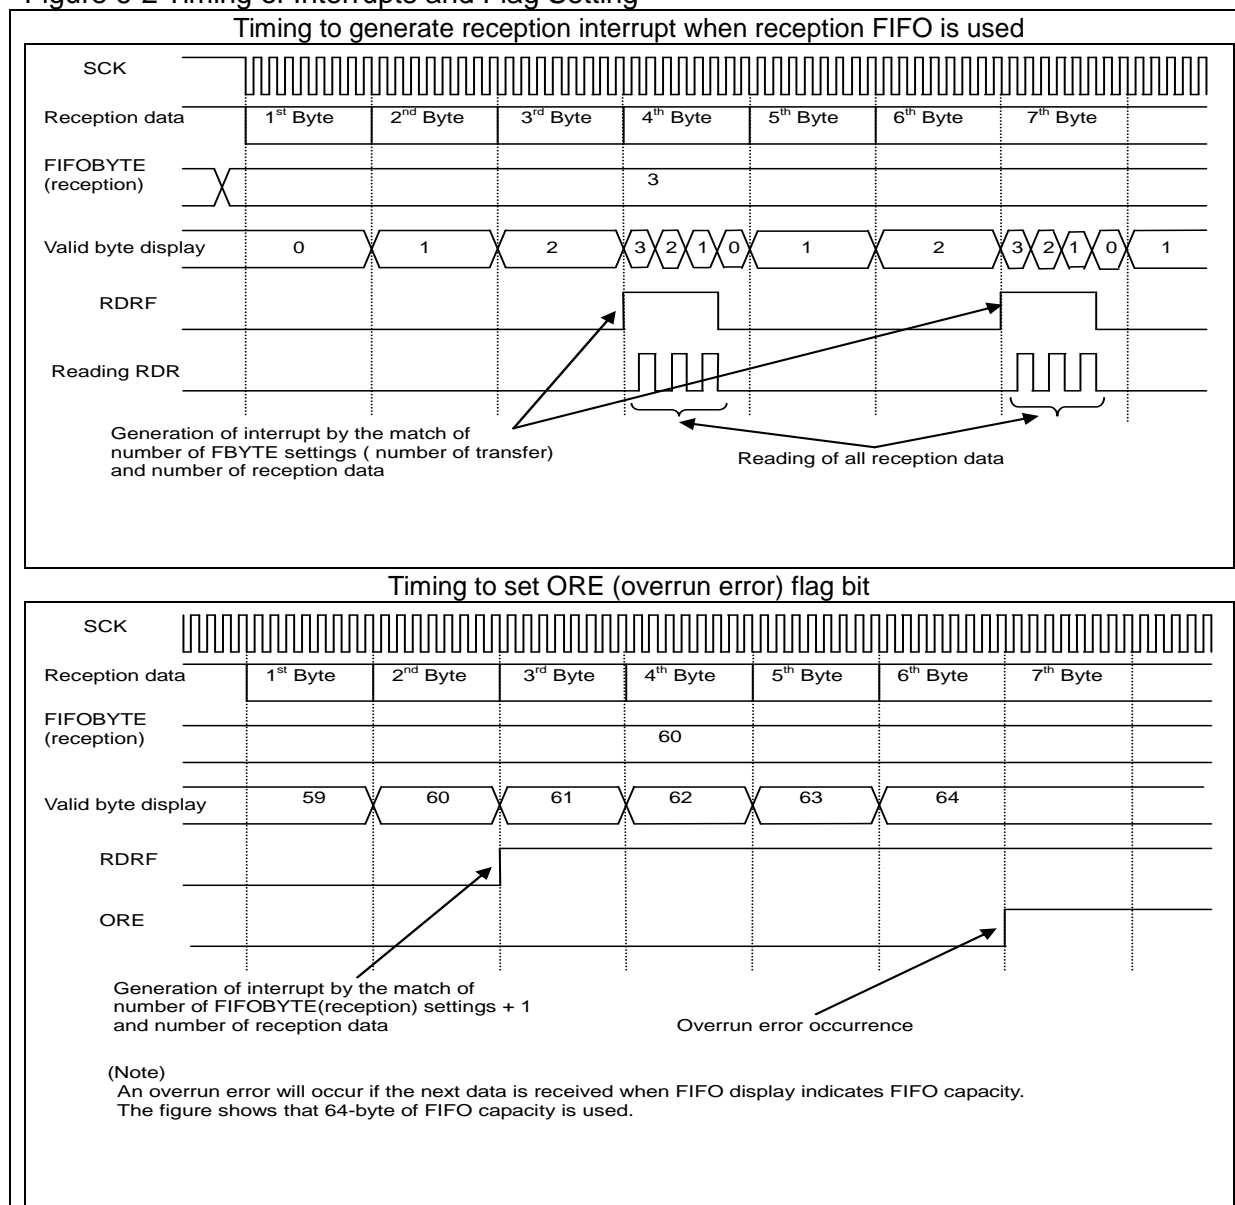 Figure 3-2 Timing of Interrupts and Flag Setting
Timing to generate reception interrupt when reception FIFO is used
SCK
Reception data 1st Byte 2nd Byte 3rd Byte 4th Byte 5th Byte 6th Byte 7th Byte
FIFOBYTE
(reception)
3
Valid byte display 0 1 2 3 2 1 0 1 2 3 2 1 0 1
RDRF
Reading RDR
Generation of interrupt by the match of
number of FBYTE settings ( number of transfer)
and number of reception data
Reading of all reception data
Timing to set ORE (overrun error) flag bit
SCK
Reception data 1st Byte 2nd Byte 3rd Byte 4th Byte 5th Byte 6th Byte 7th Byte
FIFOBYTE
(reception)
60
Valid byte display 59 60 61 62 63 64
RDRF
ORE
Generation of interrupt by the match of
number of FIFOBYTE(reception) settings + 1
and number of reception data
Overrun error occurrence
(Note)
An overrun error will occur if the next data is received when FIFO display indicates FIFO capacity.
The figure shows that 64-byte of FIFO capacity is used.